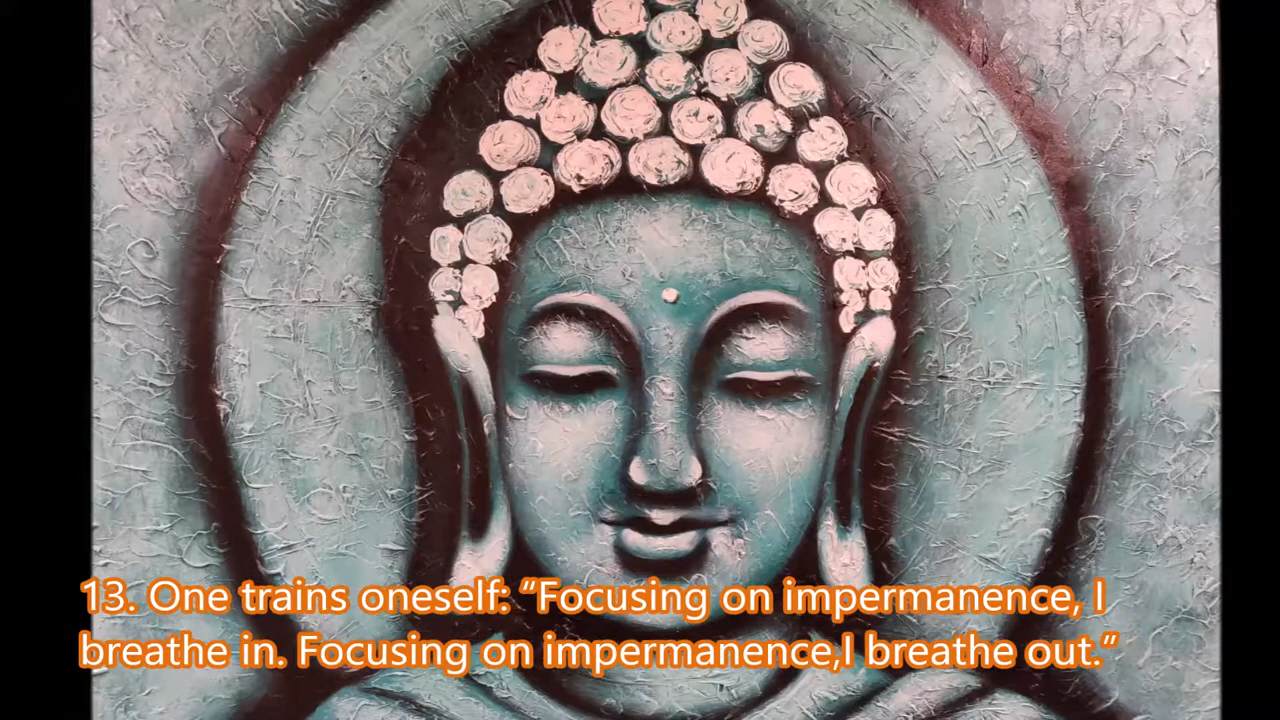 13. One trains oneself: “Focusing on impermanence, I
breathe in. Focusing on impermanence,I breathe out.”